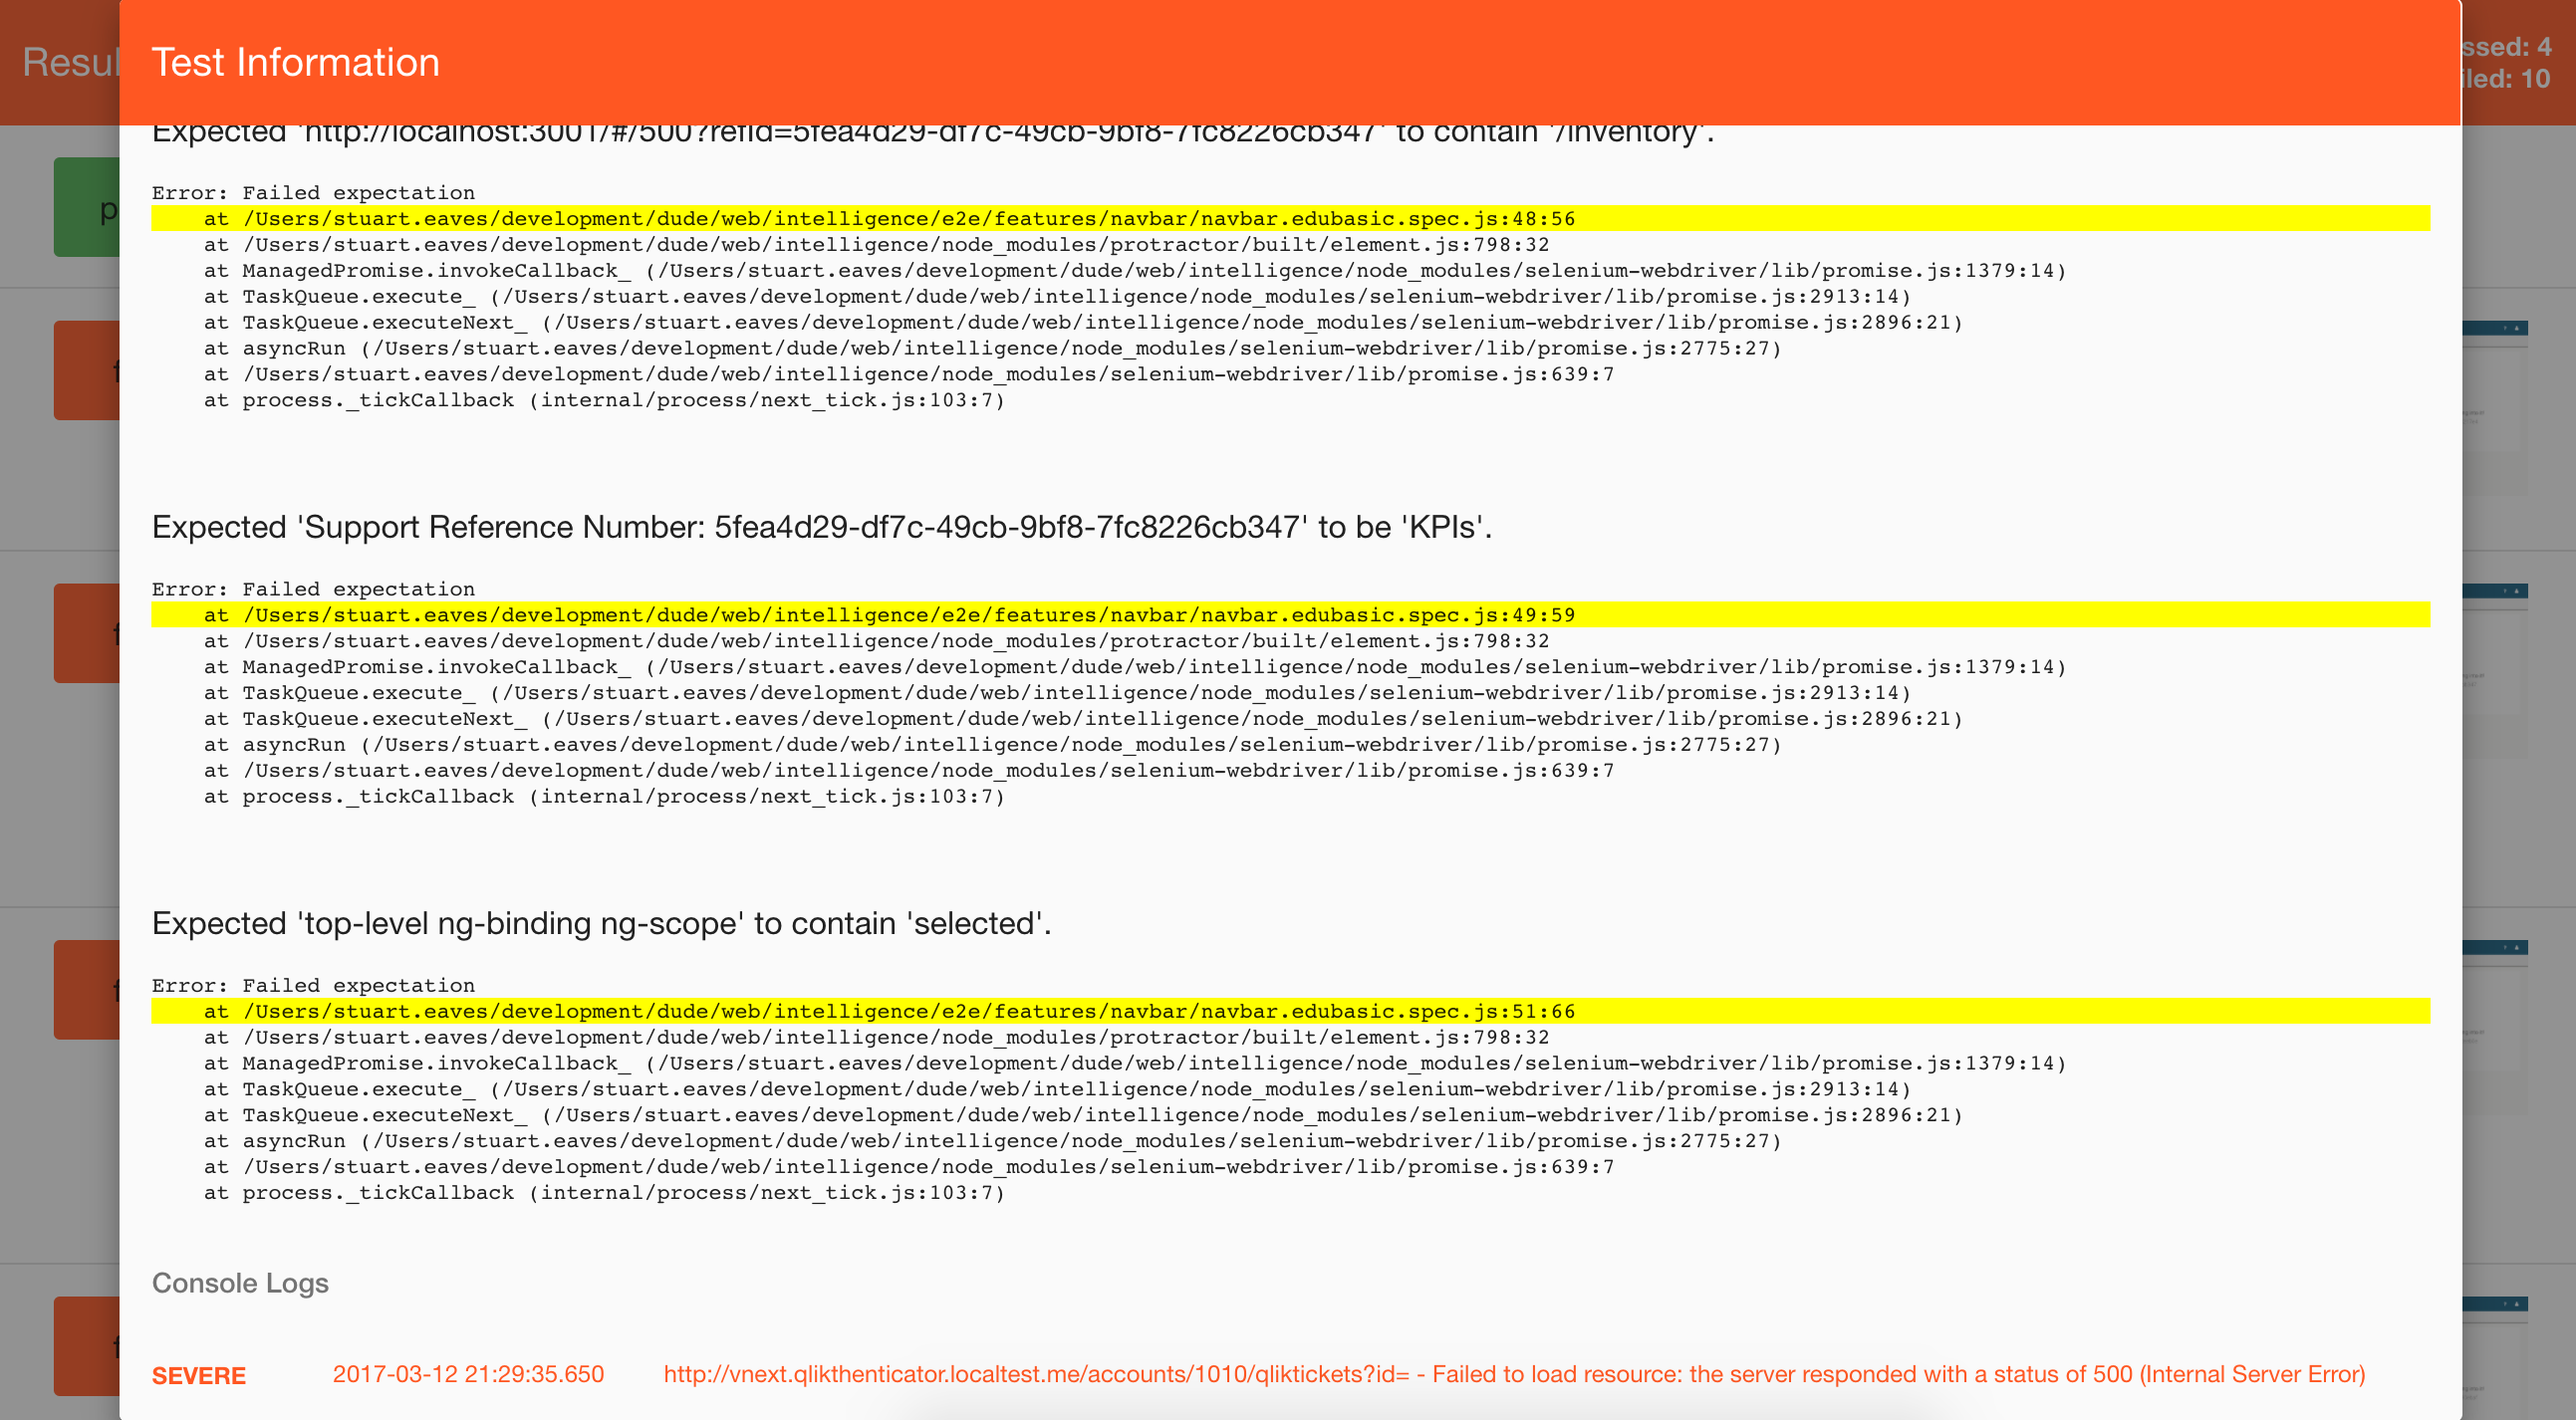 Resul
Test Information
ssed: 4
iled: 10
Expected 'http://localhost:3001/#/500?refId=5fea4d29-df7c-49cb-9bf8-7fc8226cb347' to contain '/inventory'.
Error: Failed expectation
at /Users/stuart.eaves/development/dude/web/intelligence/e2e/features/navbar/navbar.edubasic.spec.js:48:56
at /Users/stuart.eaves/development/dude/web/intelligence/node_modules/protractor/built/element.js:798:32
at ManagedPromise.invokeCallback_ (/Users/stuart.eaves/development/dude/web/intelligence/node_modules/selenium-webdriver/lib/promise.js:1379:14)
at TaskQueue.execute_ (/Users/stuart.eaves/development/dude/web/intelligence/node_modules/selenium-webdriver/lib/promise.js:2913:14)
at TaskQueue.executeNext_ (/Users/stuart.eaves/development/dude/web/intelligence/node_modules/selenium-webdriver/lib/promise.js:2896:21)
at asyncRun (/Users/stuart.eaves/development/dude/web/intelligence/node_modules/selenium-webdriver/lib/promise.js:2775:27)
at /Users/stuart.eaves/development/dude/web/intelligence/node_modules/selenium-webdriver/lib/promise.js:639:7
at process._tickCallback (internal/process/next_tick.js:103:7)
Expected 'Support Reference Number: 5fea4d29-df7c-49cb-9bf8-7fc8226cb347' to be 'KPIs'.
Error: Failed expectation
at /Users/stuart.eaves/development/dude/web/intelligence/e2e/features/navbar/navbar.edubasic.spec.js:49:59
at /Users/stuart.eaves/development/dude/web/intelligence/node_modules/protractor/built/element.js:798:32
at ManagedPromise.invokeCallback_ (/Users/stuart.eaves/development/dude/web/intelligence/node_modules/selenium-webdriver/lib/promise.js:1379:14)
at TaskQueue.execute_ (/Users/stuart.eaves/development/dude/web/intelligence/node_modules/selenium-webdriver/lib/promise.js:2913:14)
at TaskQueue.executeNext_ (/Users/stuart.eaves/development/dude/web/intelligence/node_modules/selenium-webdriver/lib/promise.js:2896:21)
at asyncRun (/Users/stuart.eaves/development/dude/web/intelligence/node_modules/selenium-webdriver/lib/promise.js:2775:27)
at /Users/stuart.eaves/development/dude/web/intelligence/node_modules/selenium-webdriver/lib/promise.js:639:7
at process._tickCallback (internal/process/next_tick.js:103:7)
Expected 'top-level ng-binding ng-scope' to contain 'selected'.
Error: Failed expectation
at /Users/stuart.eaves/development/dude/web/intelligence/e2e/features/navbar/navbar.edubasic.spec.js:51:66
at /Users/stuart.eaves/development/dude/web/intelligence/node_modules/protractor/built/element.js:798:32
at ManagedPromise.invokeCallback_ (/Users/stuart.eaves/development/dude/web/intelligence/node_modules/selenium-webdriver/lib/promise.js:1379:14)
at TaskQueue.execute_ (/Users/stuart.eaves/development/dude/web/intelligence/node_modules/selenium-webdriver/lib/promise.js:2913:14)
at TaskQueue.executeNext_ (/Users/stuart.eaves/development/dude/web/intelligence/node_modules/selenium-webdriver/lib/promise.js:2896:21)
at asyncRun (/Users/stuart.eaves/development/dude/web/intelligence/node_modules/selenium-webdriver/lib/promise.js:2775:27)
at /Users/stuart.eaves/development/dude/web/intelligence/node_modules/selenium-webdriver/lib/promise.js:639:7
at process._tickCallback (internal/process/next_tick.js:103:7)
Console Logs
SEVERE 2017-03-12 21:29:35.650 http://vnext.qlikthenticator.localtest.me/accounts/1010/qliktickets?id= - Failed to load resource: the server responded with a status of 500 (Internal Server Error)